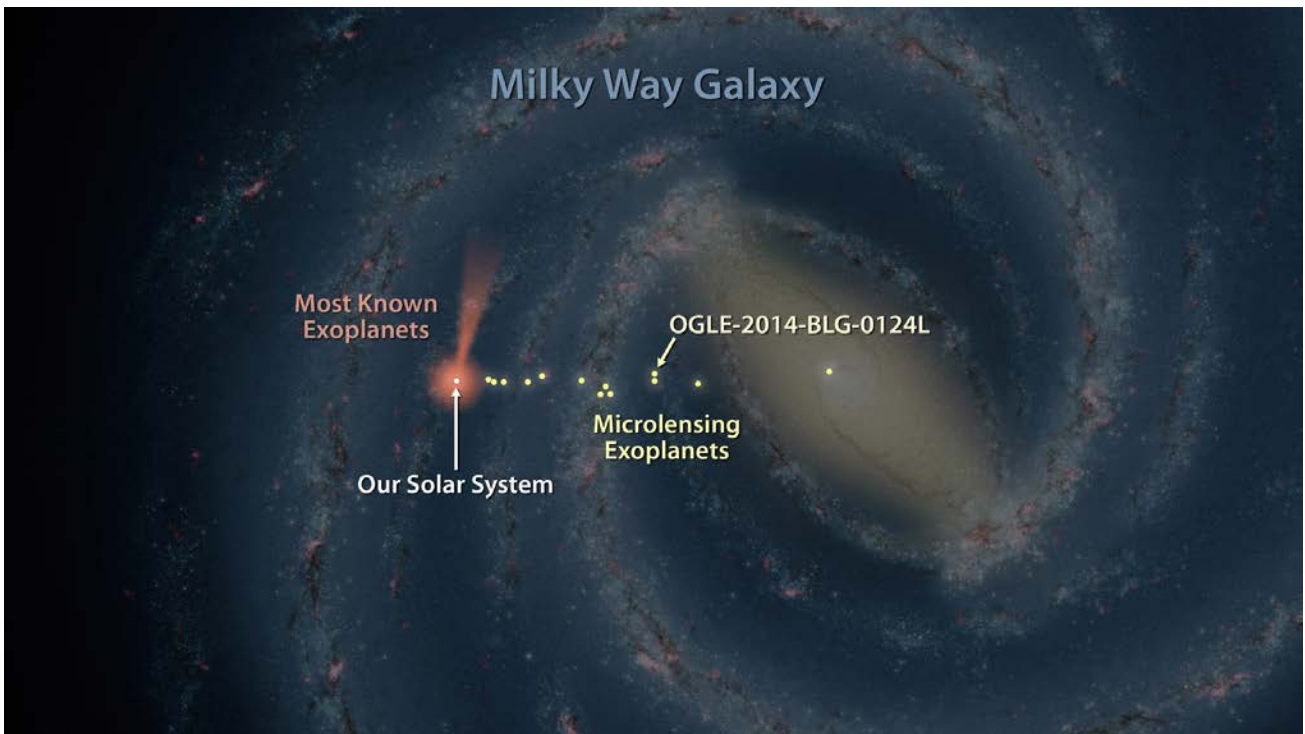 Milky Way Galaxy
Most Known
Exoplanets
OGLE-2014-BLG-0124L
Microlensing
Exoplanets
Our Solar System